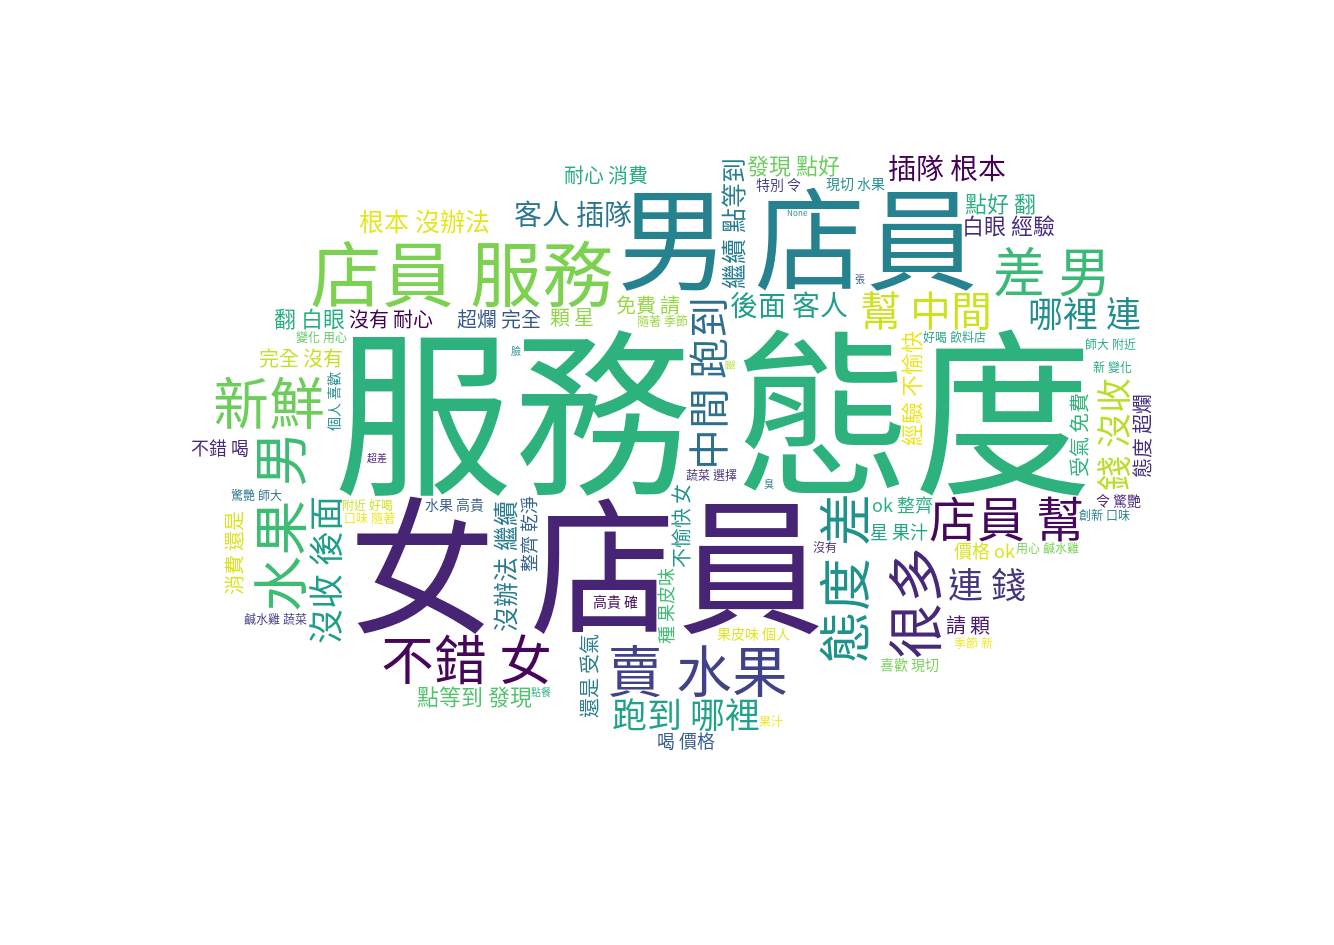 耐心 消費
發現 點好
插隊 根本
特別 令
現切 水果
繼續 點等到
根本 沒辦法
客人 插隊
男 店員
None
點好 翻
白眼 經驗
店員 服務
差 男
張
免費 請
後面 客人
幫 中間
哪裡 連
翻 白眼
沒有 耐心
超爛 完全
顆 星
隨著 季節
變化 用心
完全 沒有
臉
中間 跑到
好喝 飲料店
師大 附近
新 變化
新鮮
個人 喜歡
服務 態度
經驗 不愉快
受氣 免費
錢 沒收
態度 超爛
不錯 喝
水果 男
超差
蔬菜 選擇
臭
驚艷 師大
附近 好喝
口味 隨著
水果 高貴
ok 整齊
令 驚艷
創新 口味
消費 還是
沒收 後面
女 店員
沒辦法 繼續
整齊 乾淨
不愉快 女
態度 差
星 果汁
店員 幫
沒有
價格 ok
用心 鹹水雞
很多
連 錢
高貴 確
種 果皮味
鹹水雞 蔬菜
請 顆
果皮味 個人
季節 新
不錯 女
還是 受氣
賣 水果
喜歡 現切
點等到 發現
點餐
跑到 哪裡
果汁
喝 價格